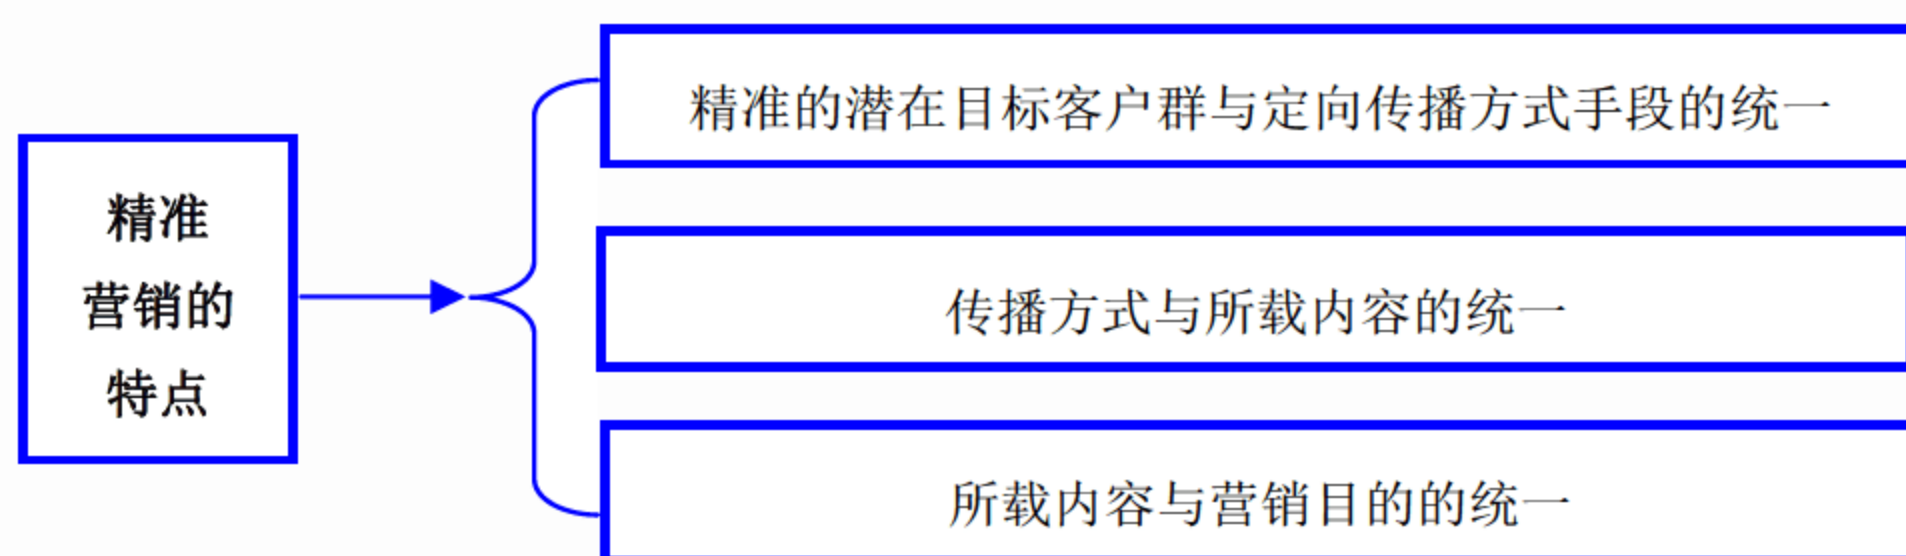 精准
营销的
特点
精准的潜在目标客户群与定向传播方式手段的统一
传播方式与所载内容的统一
所载内容与营销目的的统一